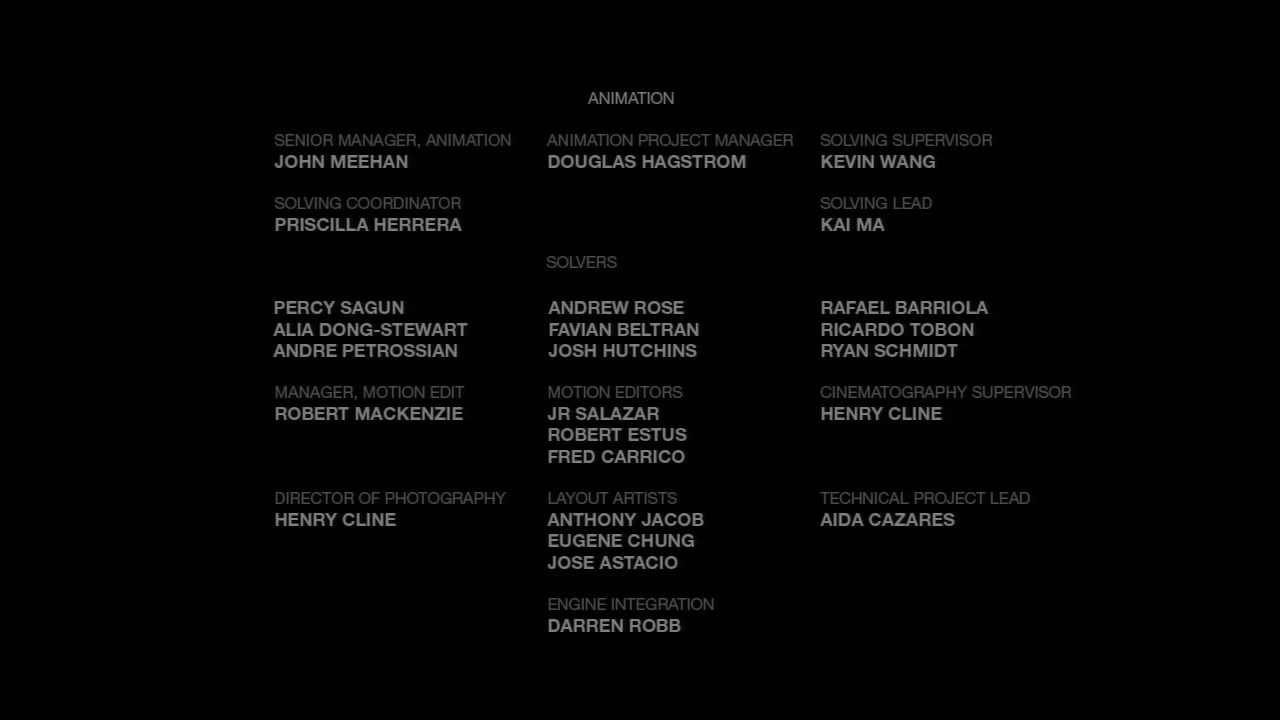 ANIMATION
SENIOR MANAGER, ANIMATION
JOHN MEEHAN
ANIMATION PROJECT MANAGER
DOUGLAS HAGSTROM
SOLVING SUPERVISOR
KEVIN WANG
SOLVING COORDINATOR
PRISCILLA HERRERA
SOLVING LEAD
KAI MA
SOLVERS
PERCY SAGUN
ALIA DONG-STEWART
ANDRE PETROSSIAN
ANDREW ROSE
FAVIAN BELTRAN
JOSH HUTCHINS
RAFAEL BARRIOLA
RICARDO TOBON
RYAN SCHMIDT
MANAGER, MOTION EDIT
ROBERT MACKENZIE
MOTION EDITORS
JR SALAZAR
ROBERT ESTUS
FRED CARRICO
CINEMATOGRAPHY SUPERVISOR
HENRY CLINE
DIRECTOR OF PHOTOGRAPHY
HENRY CLINE
LAYOUT ARTISTS
ANTHONY JACOB
EUGENE CHUNG
JOSE ASTACIO
TECHNICAL PROJECT LEAD
AIDA CAZARES
ENGINE INTEGRATION
DARREN ROBB